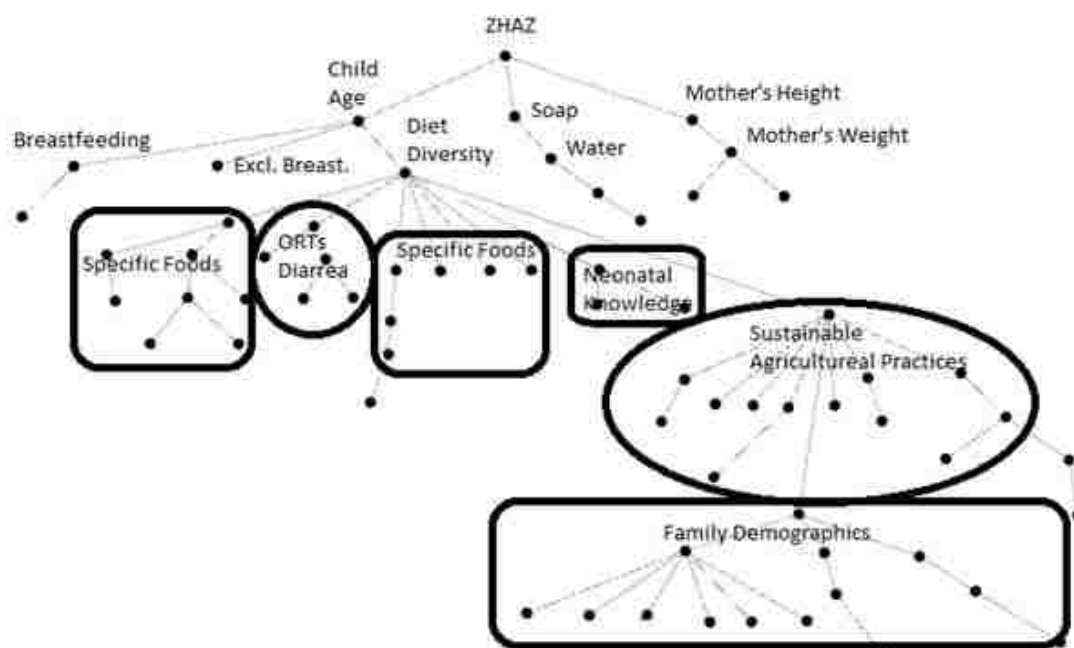 ZHAZ
Child
Age
Mother's Height
Soap
Breastfeeding
Diet
Diversity
Mother's Weight
Water
Excl. Breast.
ORTs
Diarrea
Specific Foods
Specific Foods
Neonatal
Knowledge
Sustainable
Agricultureal Practices
Family Demographics